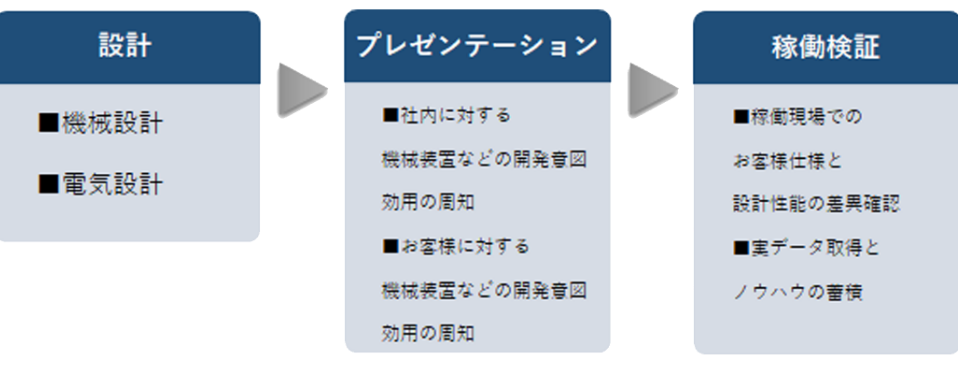 設計
■機械設計
■電気設計
プレゼンテーション
■社内に対する
機械装置などの開発意図
効用の周知
■お客様に対する
機械装置などの開発意図
効用の周知
稼働検証
■稼働現場での
お客様仕様と
設計性能の差異確認
■実データ取得と
ノウハウの蓄積